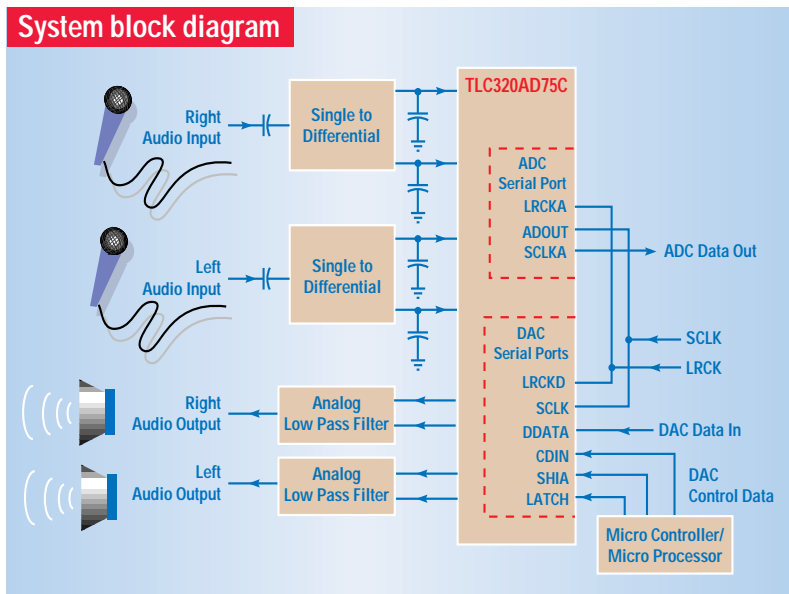 System block diagram
TLC320AD75C
Right
Audio Input
Single to
Differential
ADC
Serial Port
LRCKA
ADOUT
SCLKA
ADC Data Out
Left
Audio Input
Single to
Differential
DAC
Serial Ports
SCLK
LRCK
LRCKD
SCLK
DDATA
DAC Data In
CDIN
SHIA
LATCH
DAC
Control Data
Right
Audio Output
Analog
Low Pass Filter
Left
Audio Output
Analog
Low Pass Filter
Micro Controller/
Micro Processor